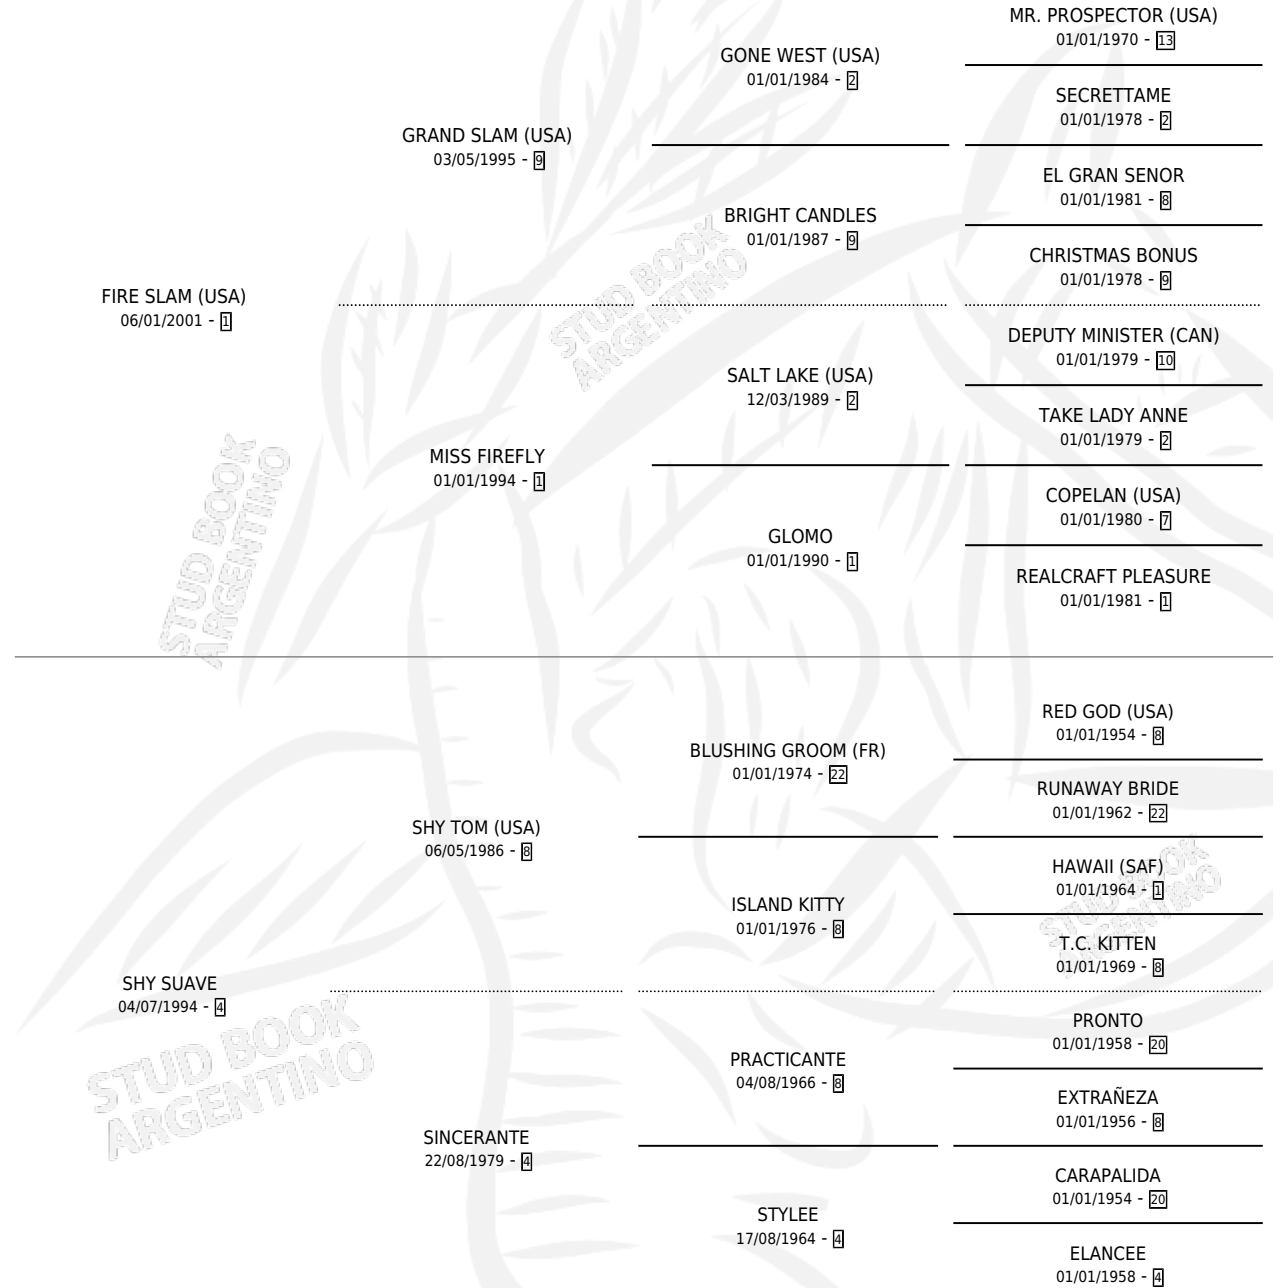 MR. PROSPECTOR (USA)
01/01/1970 - 13
GONE WEST (USA)
01/01/1984 - 2
SECRETTAME
01/01/1978 - 2
GRAND SLAM (USA)
03/05/1995 - 9
EL GRAN SENOR
01/01/1981 - 8
BRIGHT CANDLES
01/01/1987 - 9
CHRISTMAS BONUS
01/01/1978 - 9
FIRE SLAM (USA)
06/01/2001 - 1
STUD BOOK
ARGENTINO
DEPUTY MINISTER (CAN)
01/01/1979 - 10
SALT LAKE (USA)
12/03/1989 - 2
TAKE LADY ANNE
01/01/1979 - 2
MISS FIREFLY
01/01/1994 - 1
COPELAN (USA)
01/01/1980 - 7
GLOMO
01/01/1990 - 1
REALCRAFT PLEASURE
01/01/1981 - 1
STUD BOOK
ARGENTINO
RED GOD (USA)
01/01/1954 - 8
BLUSHING GROOM (FR)
01/01/1974 - 22
RUNAWAY BRIDE
01/01/1962 - 22
SHY TOM (USA)
06/05/1986 - 8
HAWAII (SAF)
01/01/1964 - 1
ISLAND KITTY
01/01/1976 - 8
STUD BOOK
ARGENTINO
T.C. KITTEN
01/01/1969 - 8
SHY SUAVE
04/07/1994 - 4
PRONTO
01/01/1958 - 20
STUD BOOK
ARGENTINO
PRACTICANTE
04/08/1966 - 8
EXTRAÑEZA
01/01/1956 - 8
SINCERANTE
22/08/1979 - 4
CARAPALIDA
01/01/1954 - 20
STYLEE
17/08/1964 - 4
ELANCEE
01/01/1958 - 4